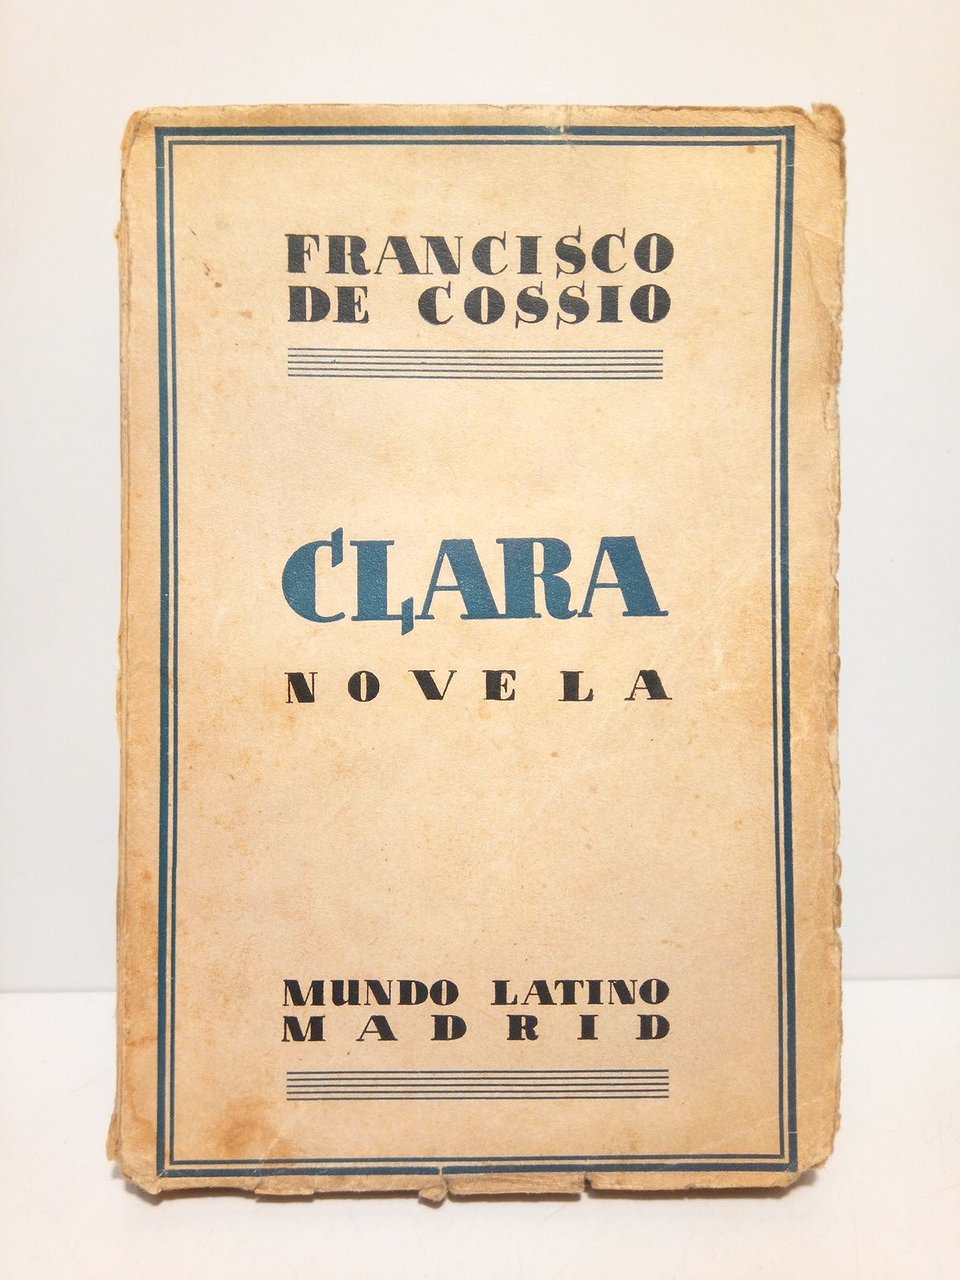 FRANCISCO
DE COSSIO
CLARA
NOVELA
MUNDO LATINO
MADRID